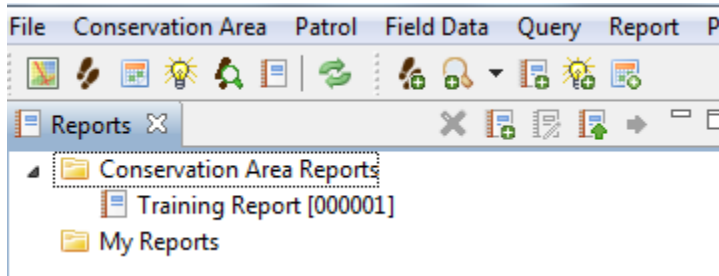 File Conservation Area Patrol Field Data Query Report P
Reports
Conservation Area Reports
Training Report [000001]
My Reports